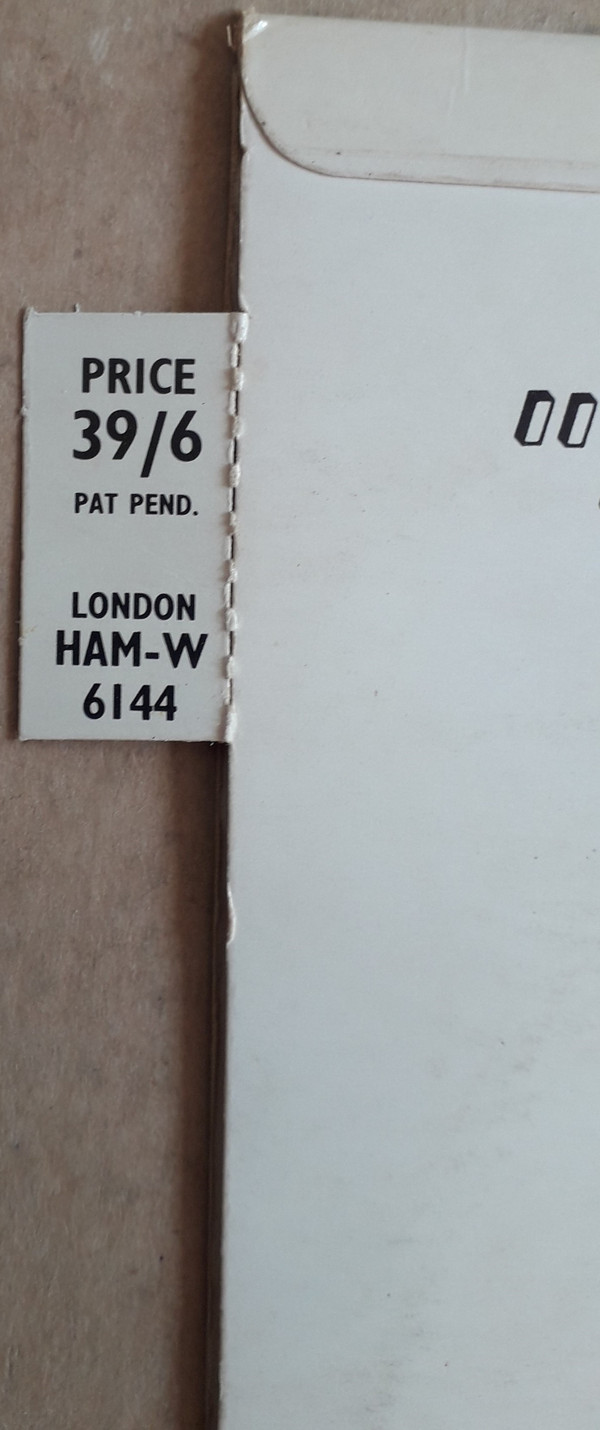 PRICE
39/6
PAT PEND.
LONDON
HAM-W
6144